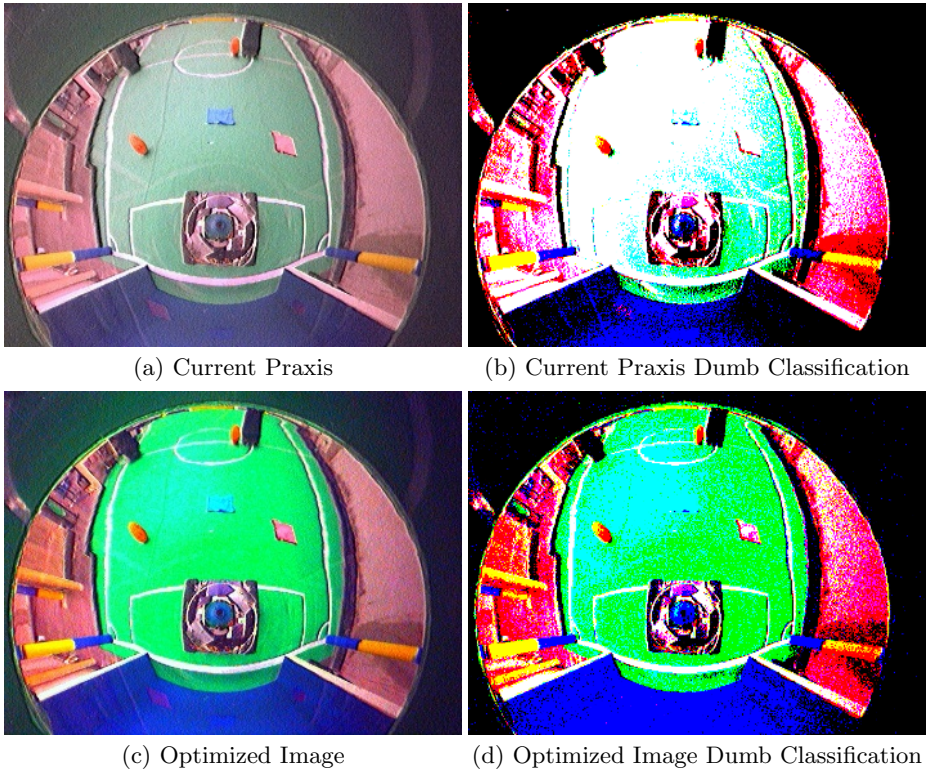 (a) Current Praxis
(b) Current Praxis Dumb Classification
(c) Optimized Image
(d) Optimized Image Dumb Classification